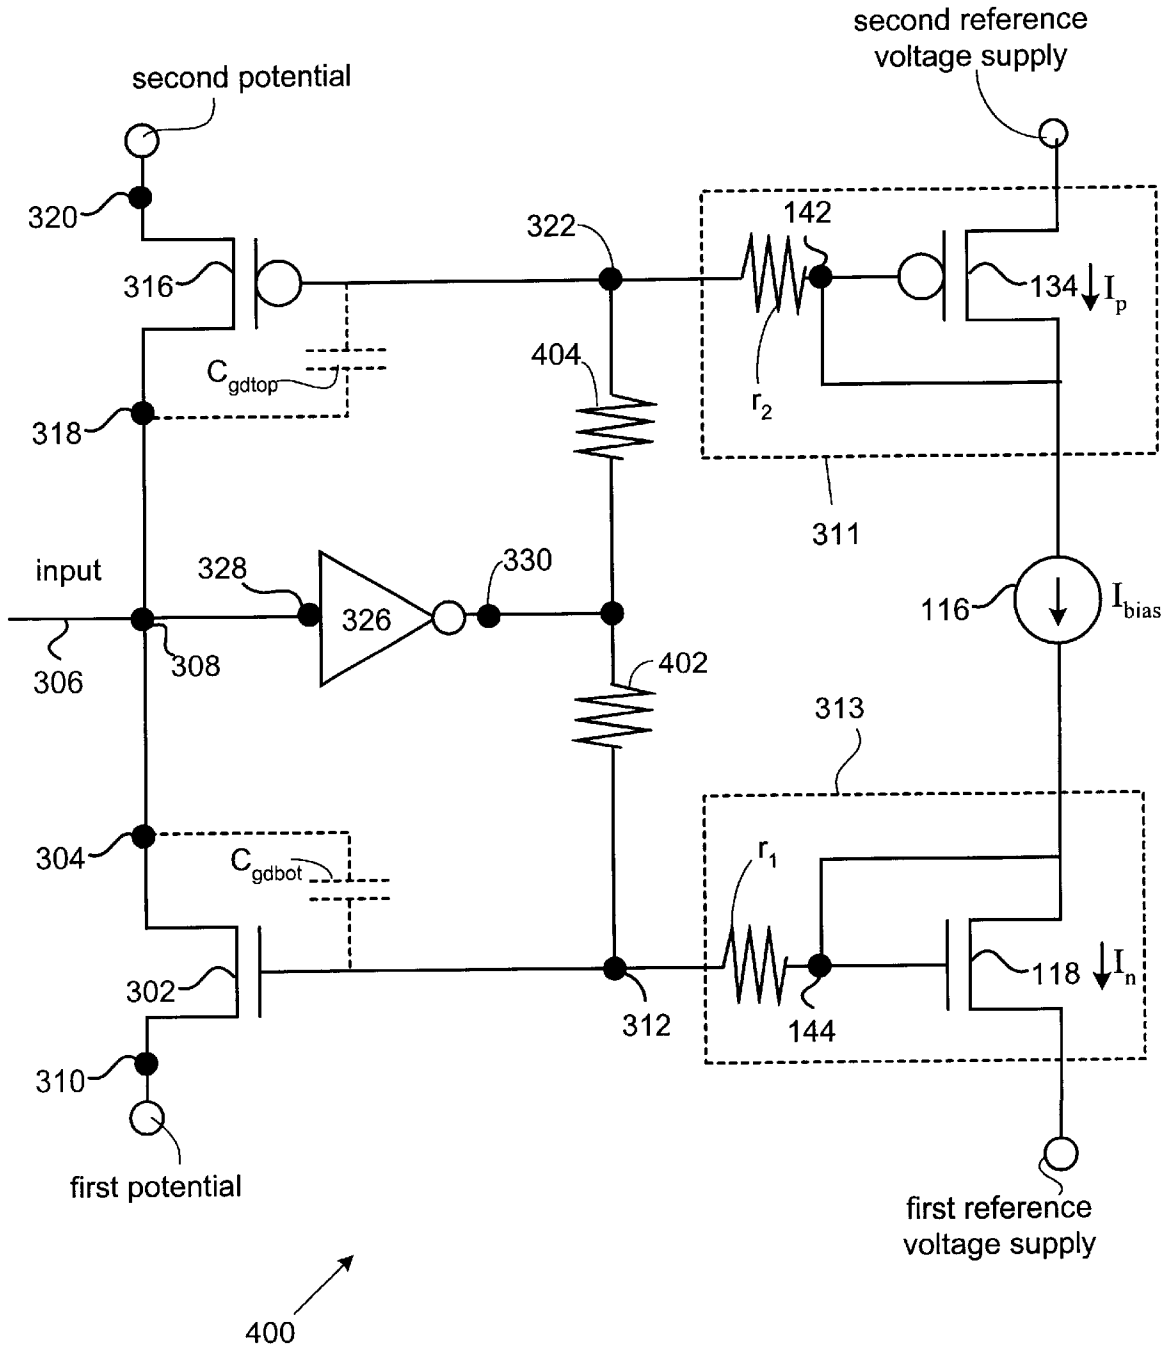 second reference
voltage supply
second potential
320
142
322
316
134
I_p
C_gdtop
404
r_2
318
311
input
328
330
326
116
I_bias
306
308
402
313
304
C_gdbot
r_1
302
118
I_n
312
144
310
first potential
first reference
voltage supply
400